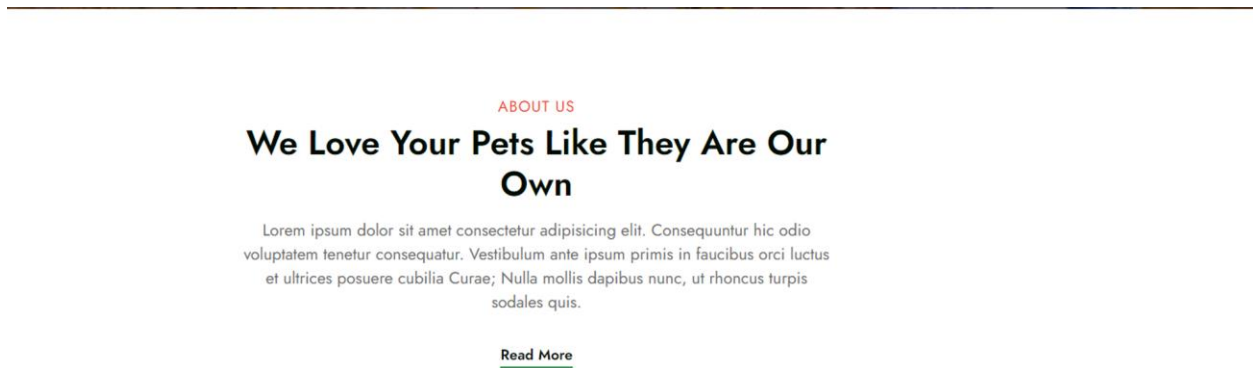 ABOUT US
We Love Your Pets Like They Are Our
Own
Lorem ipsum dolor sit amet consectetur adipisicing elit. Consequuntur hic odio
voluptatem tenetur consequatur. Vestibulum ante ipsum primis in faucibus orci luctus
et ultrices posuere cubilia Curae; Nulla mollis dapibus nunc, ut rhoncus turpis
sodales quis.
Read More